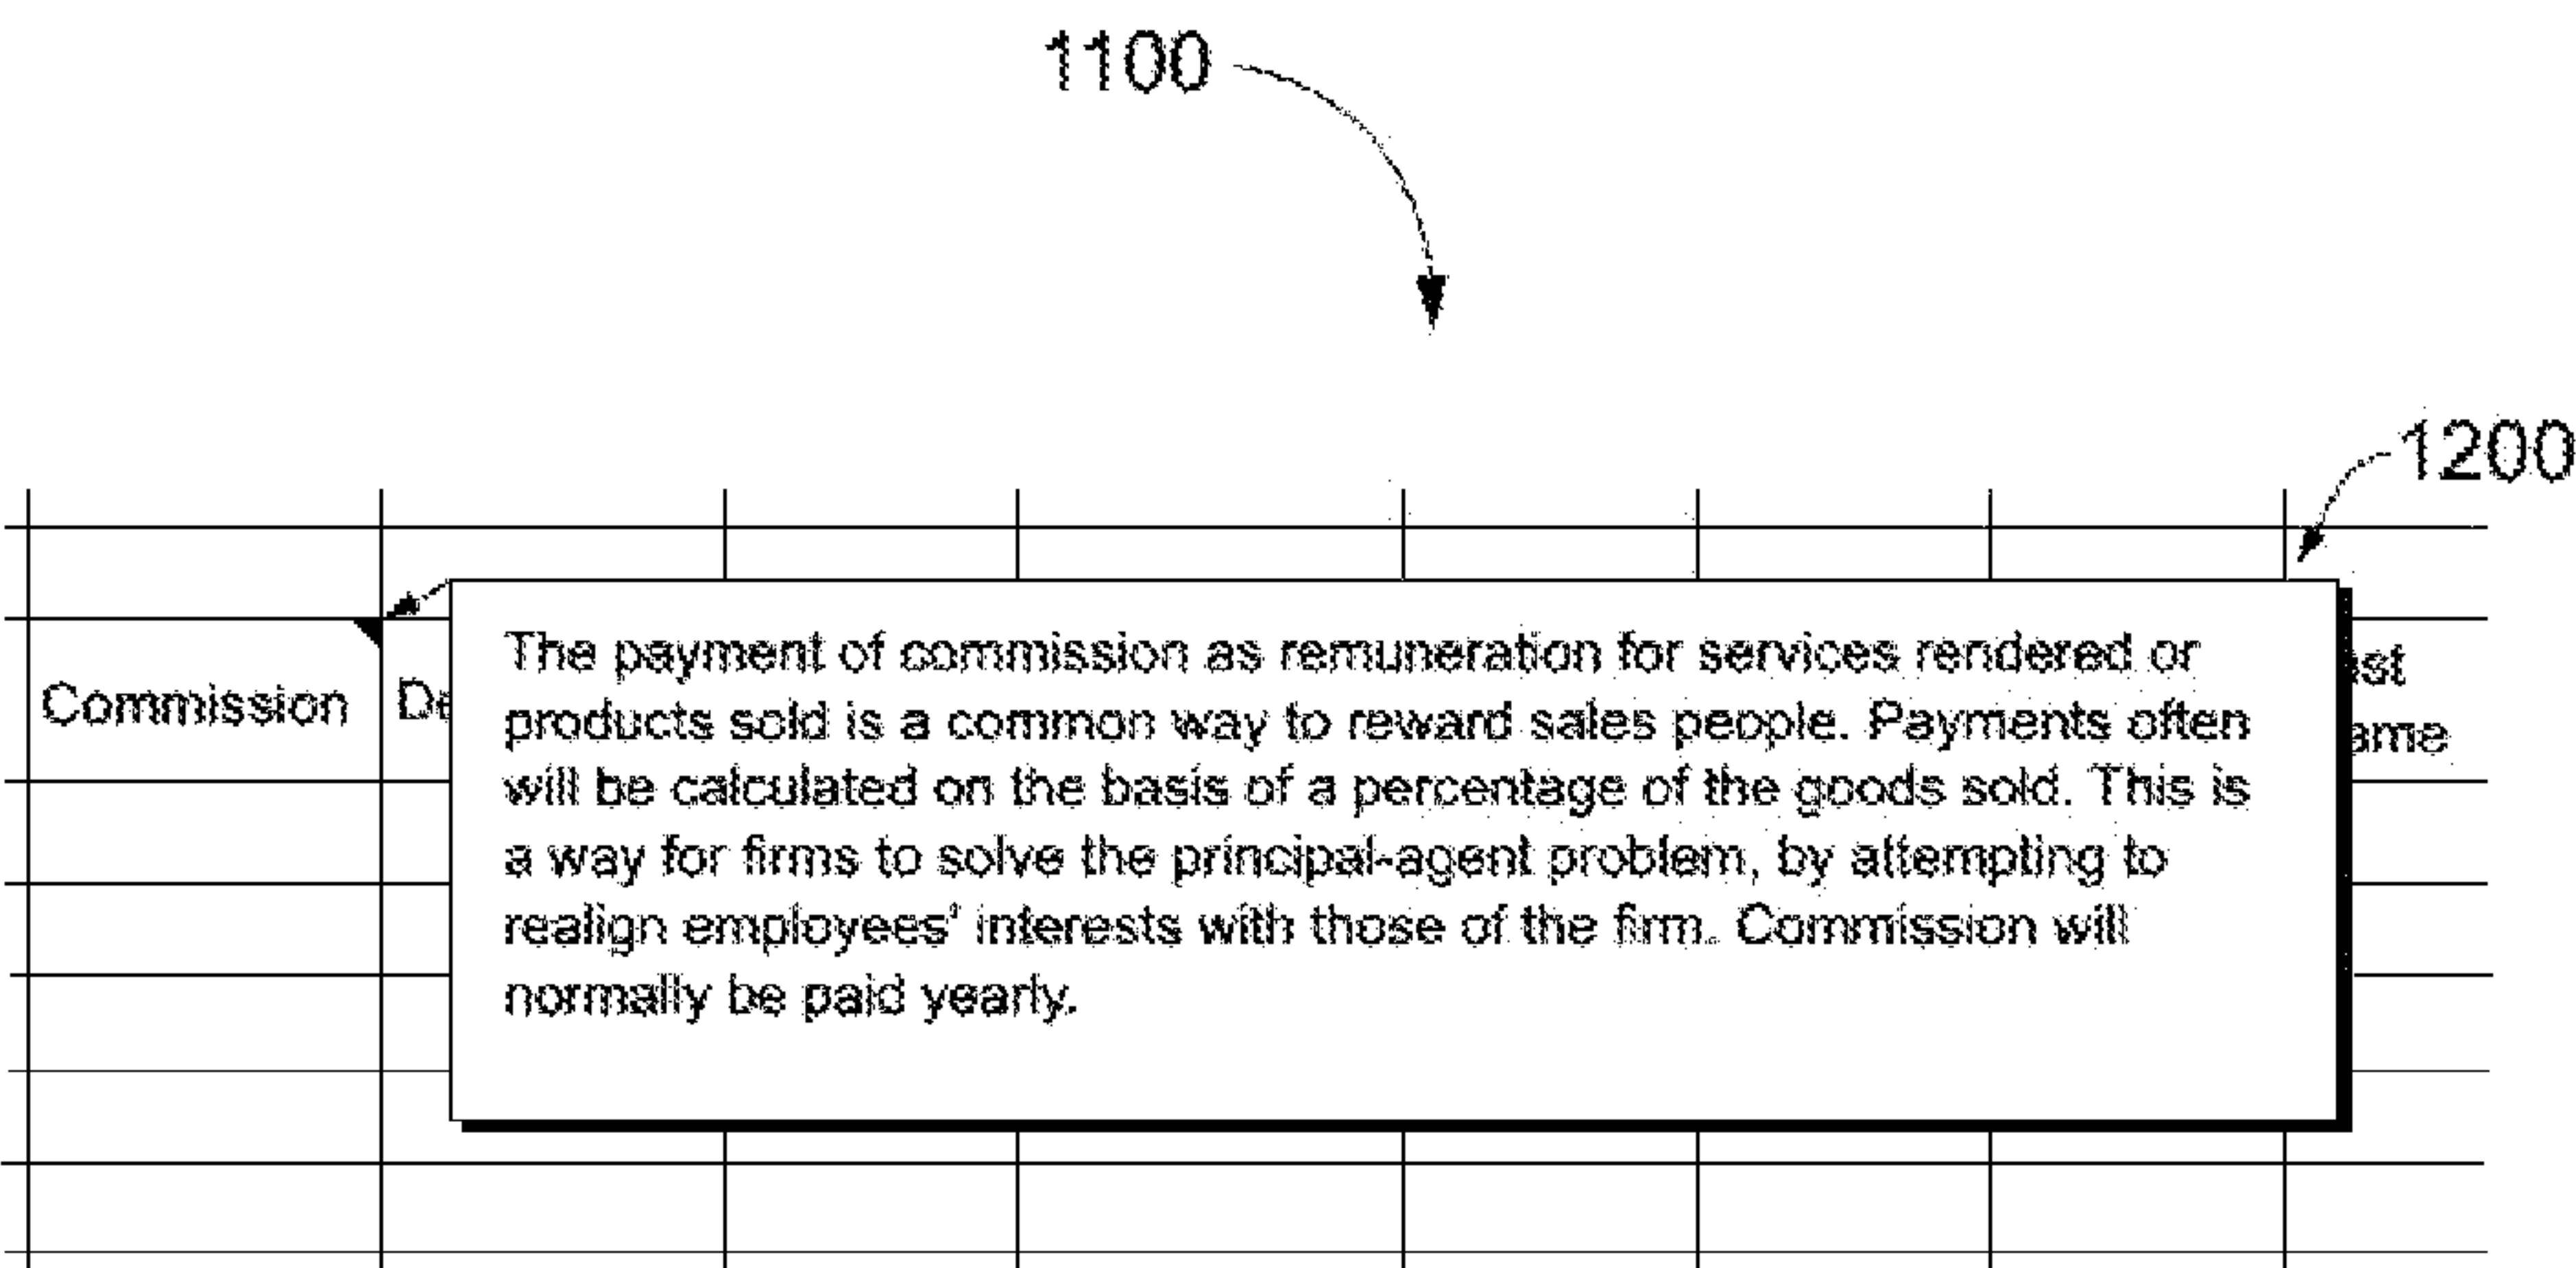 1100
1200
Commission
The payment of commission as remuneration for services rendered or
products sold is a common way to reward sales people. Payments often
will be calculated on the basis of a percentage of the goods sold. This is
a way for firms to solve the principal-agent problem, by attempting to
realign employees' interests with those of the firm. Commission will
normally be paid yearly.